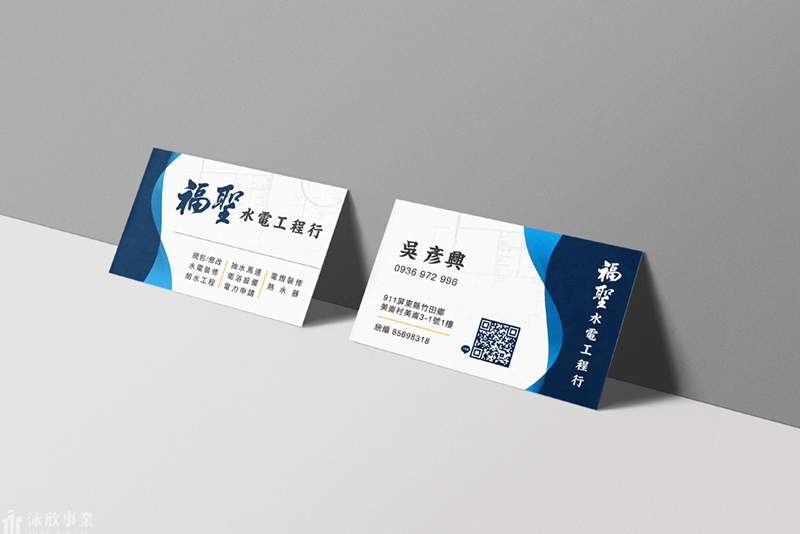 福聖水電工程行
統包/修改
水電裝修
給水工程
抽水馬達
衛浴設備
電力申請
電燈裝修
熱水器
吳彥興
0936 972 996
911屏東縣竹田鄉
美崙村美崙3-1號1樓
統編 85698318
福聖水電工程行
泳欣事業